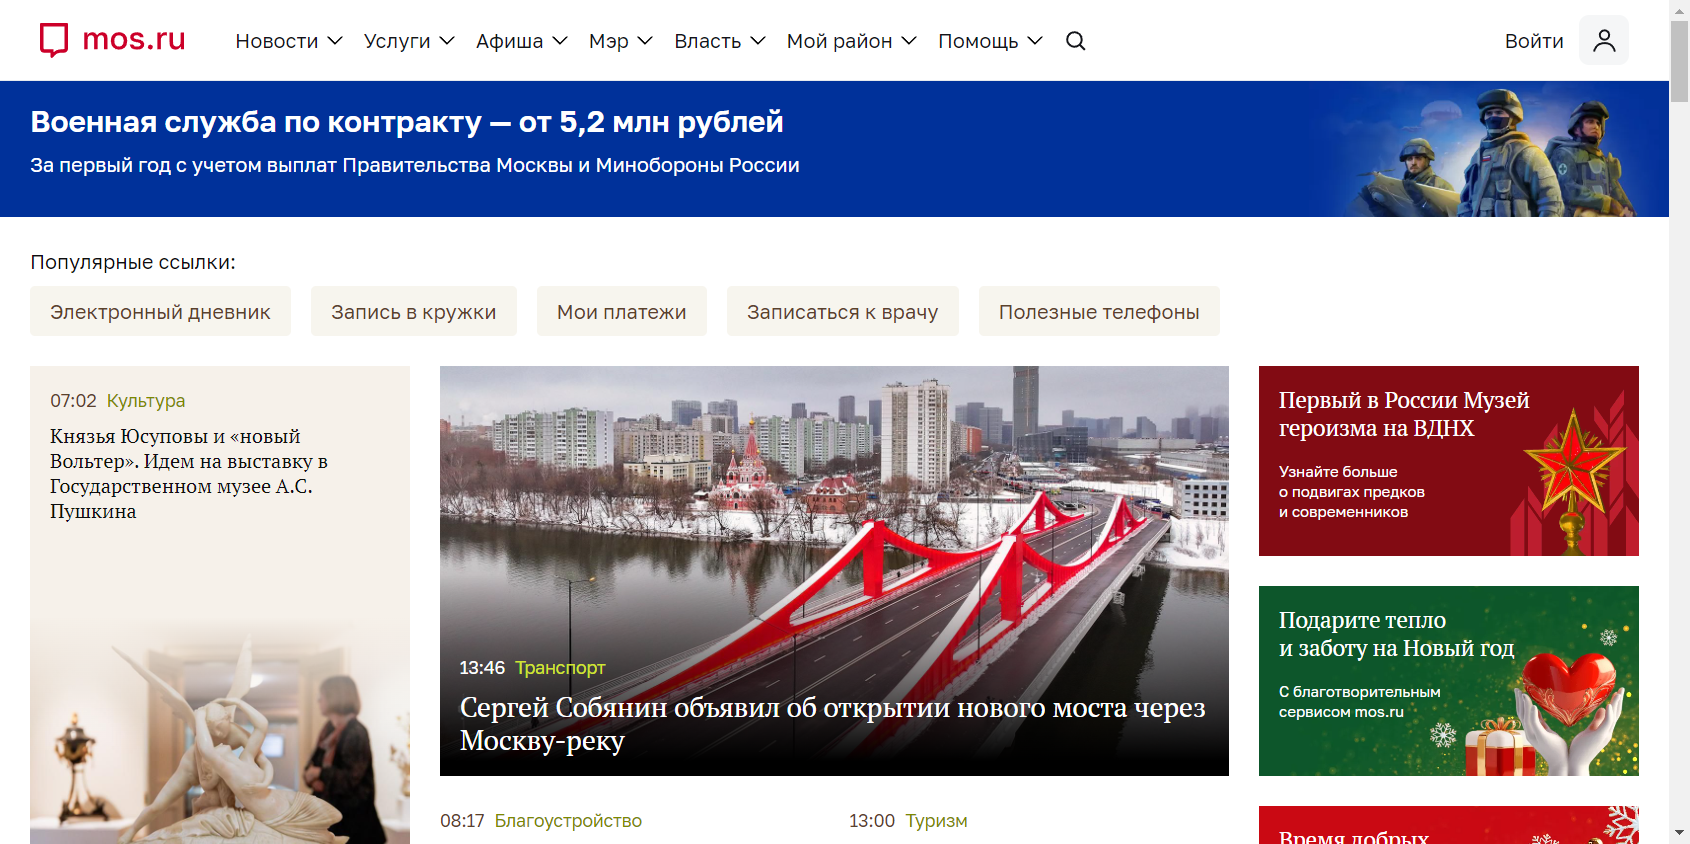 mos.ru
Новости
Услуги
Афиша
Мэр
Власть
Мой район
Помощь
Войти
Военная служба по контракту — от 5,2 млн рублей
За первый год с учетом выплат Правительства Москвы и Минобороны России
Популярные ссылки:
Электронный дневник
Запись в кружки
Мои платежи
Записаться к врачу
Полезные телефоны
07:02 Культура
Князья Юсуповы и «новый
Вольтер». Идем на выставку в
Государственном музее А.С.
Пушкина
13:46 Транспорт
Сергей Собянин объявил об открытии нового моста через
Москву-реку
08:17 Благоустройство
13:00 Туризм
Первый в России Музей
героизма на ВДНХ
Узнайте больше
о подвигах предков
и современников
Подарите тепло
и заботу на Новый год
С благотворительным
сервисом mos.ru
Время добрых